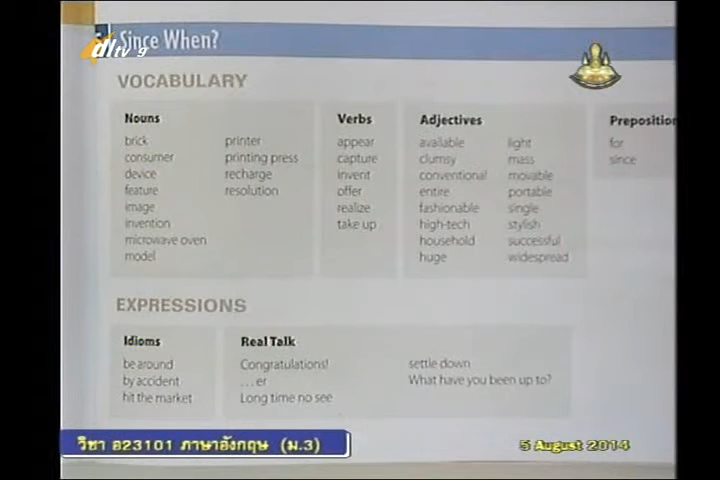 Since When?
dltv 9
VOCABULARY
Nouns
brick
consumer
device
feature
image
invention
microwave oven
model
printer
printing press
recharge
resolution
Verbs
appear
capture
invent
offer
realize
take up
Adjectives
available
clumsy
conventional
entire
fashionable
high-tech
household
huge
light
mass
movable
portable
single
stylish
successful
widespread
Preposition
for
since
EXPRESSIONS
Idioms
be around
by accident
hit the market
Real Talk
Congratulations!
...er
Long time no see
settle down
What have you been up to?
วิชา อ23101 ภาษาอังกฤษ (ม.3)
5 August 2014